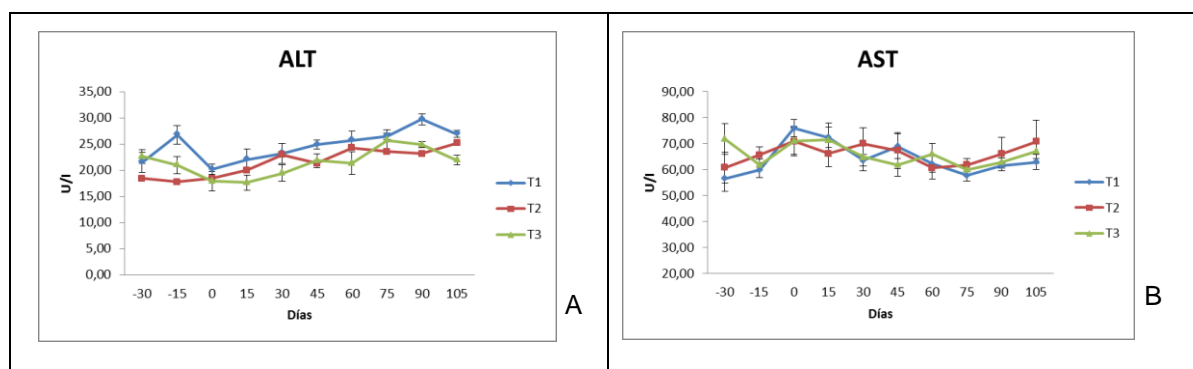 ALT
35,00
30,00
25,00
20,00
15,00
10,00
5,00
0,00
U/I
-30 -15 0 15 30 45 60 75 90 105
Días
T1
T2
T3
A
AST
90,00
80,00
70,00
60,00
50,00
40,00
30,00
20,00
U/I
-30 -15 0 15 30 45 60 75 90 105
Días
T1
T2
T3
B